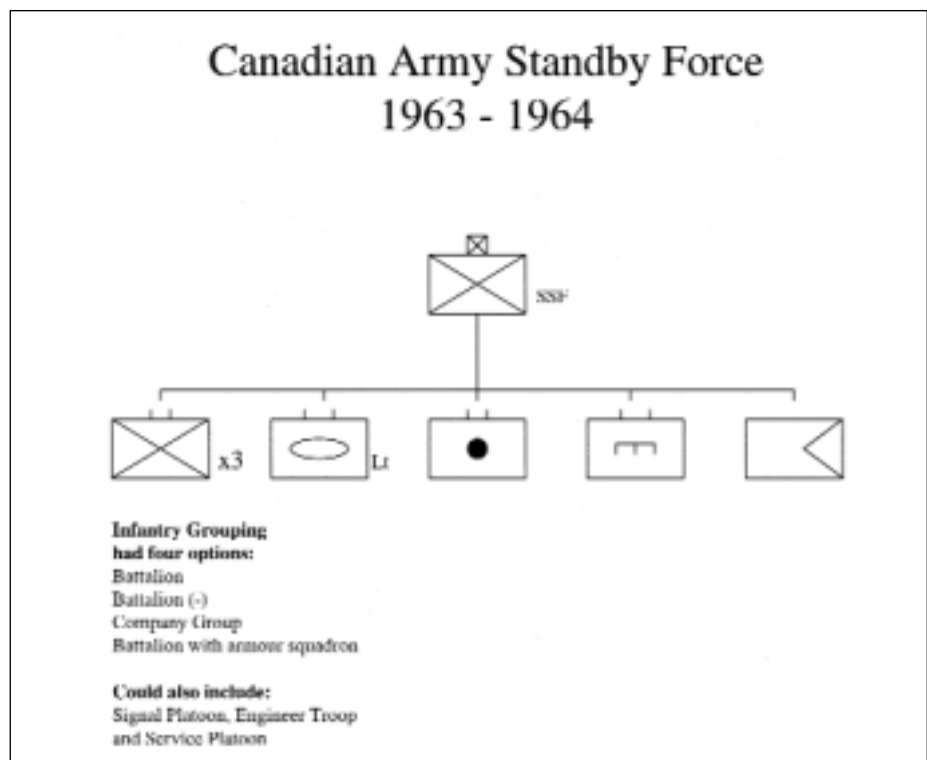 Canadian Army Standby Force
1963 - 1964
SSF
x3
Lt
Infantry Grouping
had four options:
Battalion
Battalion (-)
Company Group
Battalion with armour squadron
Could also include:
Signal Platoon, Engineer Troop
and Service Platoon